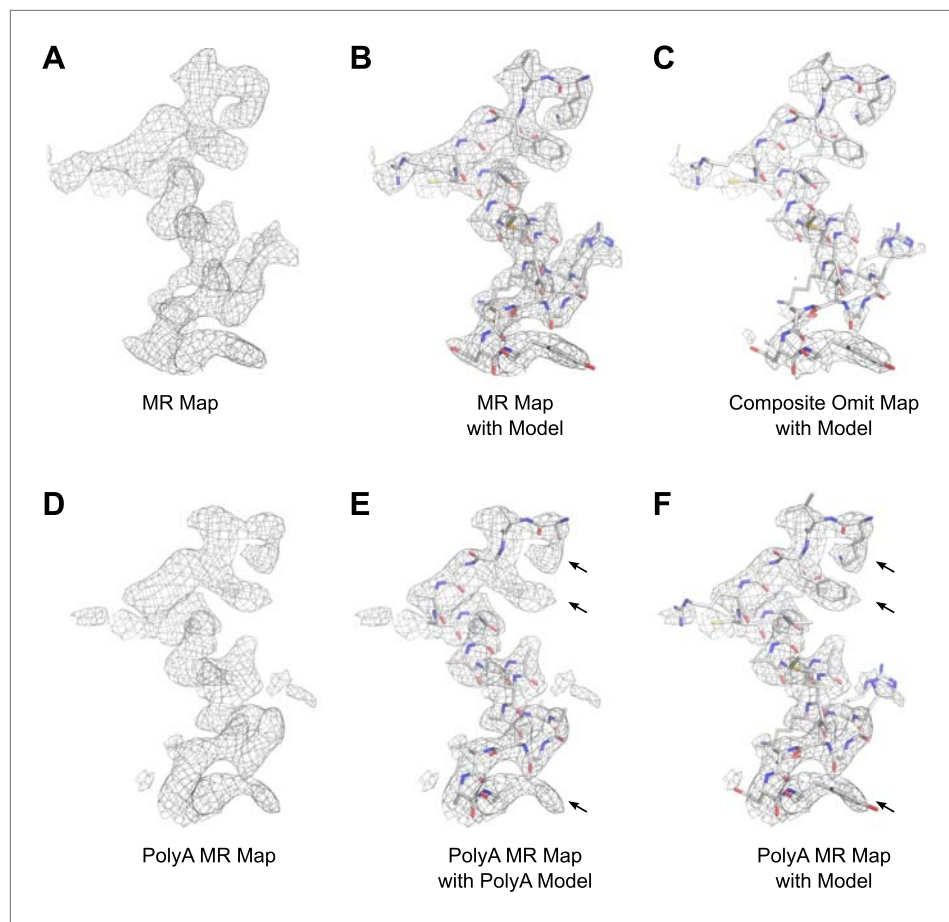 A
B
C
MR Map
MR Map
with Model
Composite Omit Map
with Model
D
E
F
PolyA MR Map
PolyA MR Map
with PolyA Model
PolyA MR Map
with Model